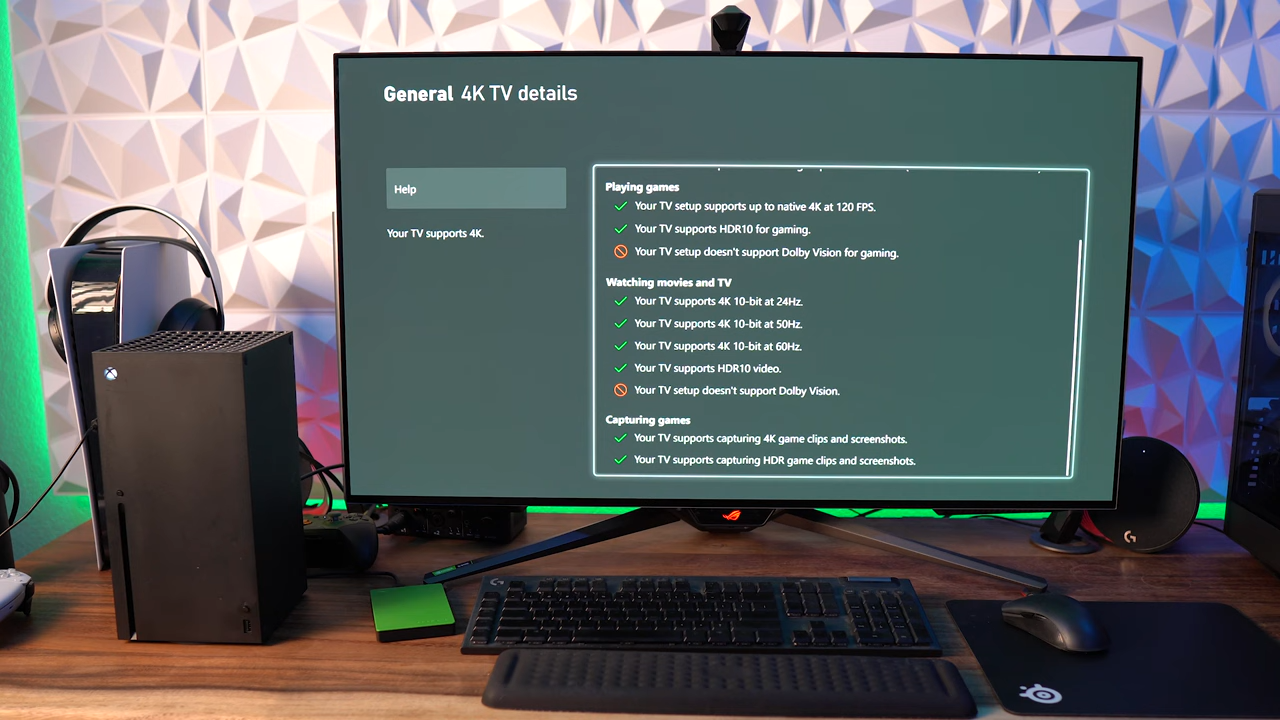 General 4K TV details
Help
Your TV supports 4K.
Playing games
Your TV setup supports up to native 4K at 120 FPS.
Your TV supports HDR10 for gaming.
Your TV setup doesn't support Dolby Vision for gaming.
Watching movies and TV
Your TV supports 4K 10-bit at 24Hz.
Your TV supports 4K 10-bit at 50Hz.
Your TV supports 4K 10-bit at 60Hz.
Your TV supports HDR10 video.
Your TV setup doesn't support Dolby Vision.
Capturing games
Your TV supports capturing 4K game clips and screenshots.
Your TV supports capturing HDR game clips and screenshots.